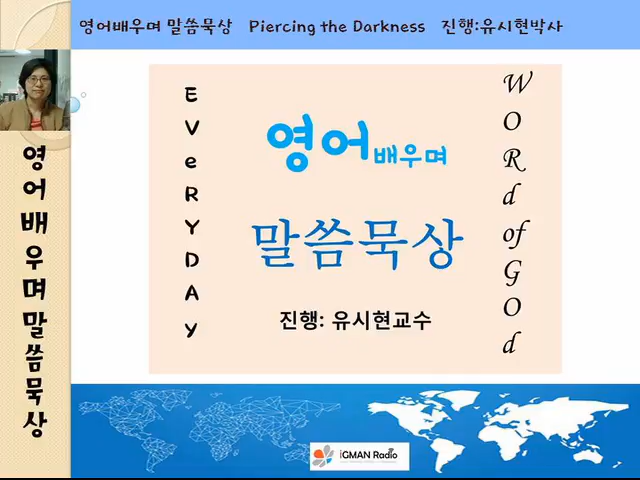 영어배우며 말씀묵상 Piercing the Darkness 진행:유시현박사
영어배우며말씀묵상
EVeRYDAy
영어배우며
말씀묵상
진행: 유시현교수
WORd of GOd
iGMAN Radio